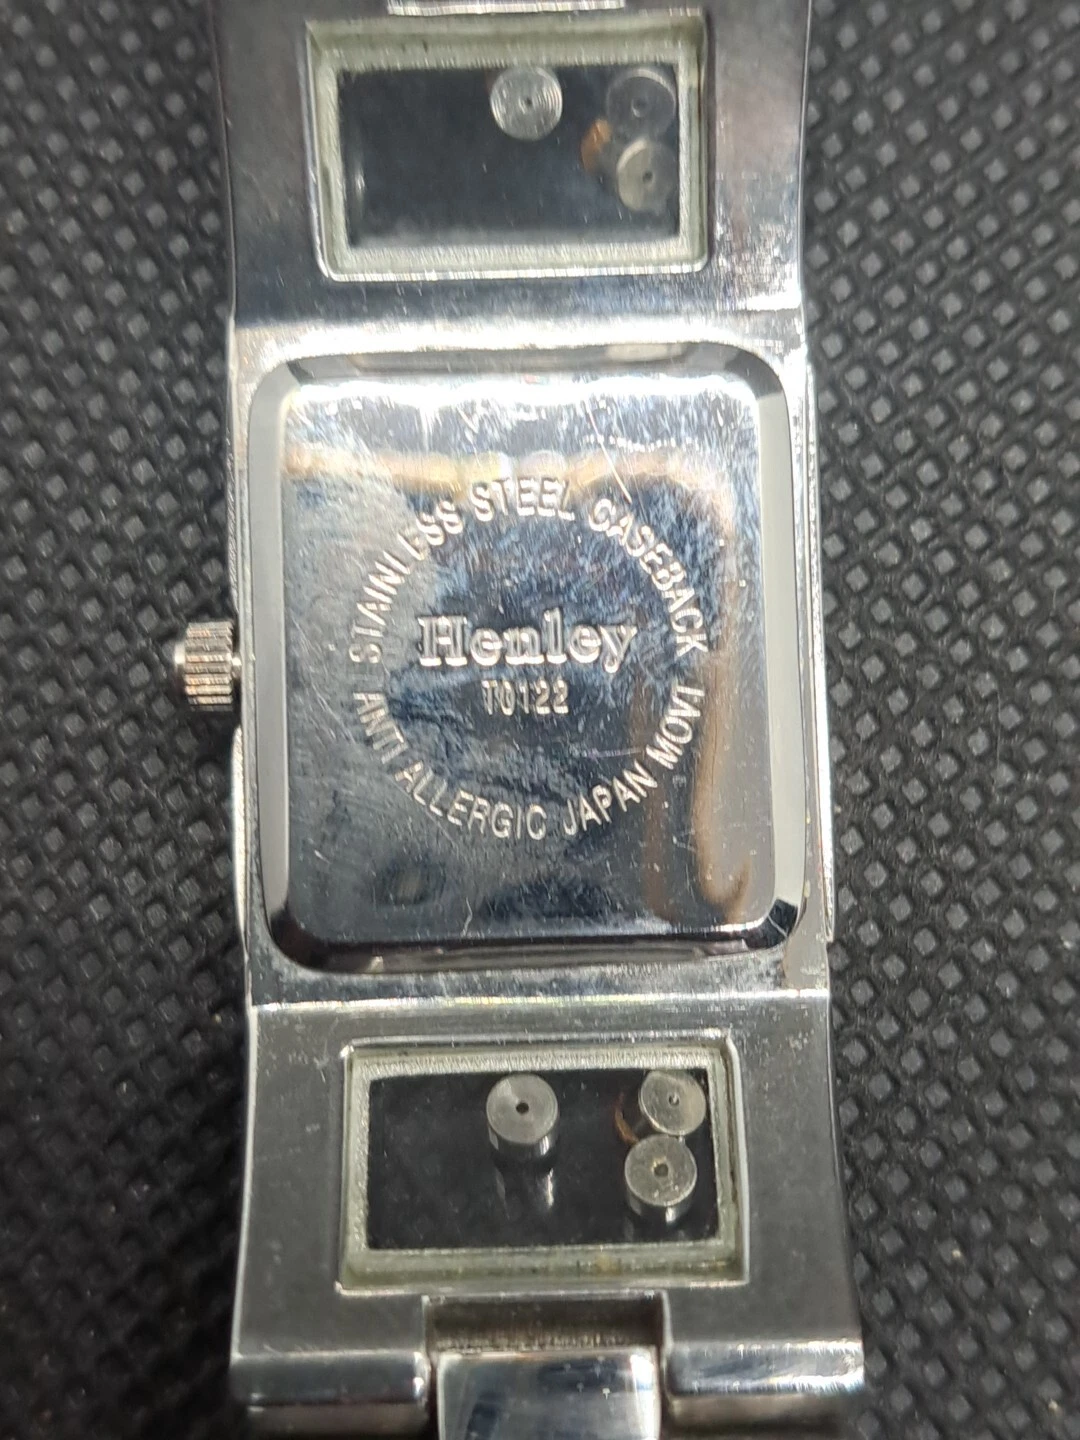 STAINLESS STEEL CASEBACK
Henley
T0122
ANTI ALLERGIC JAPAN MOVT